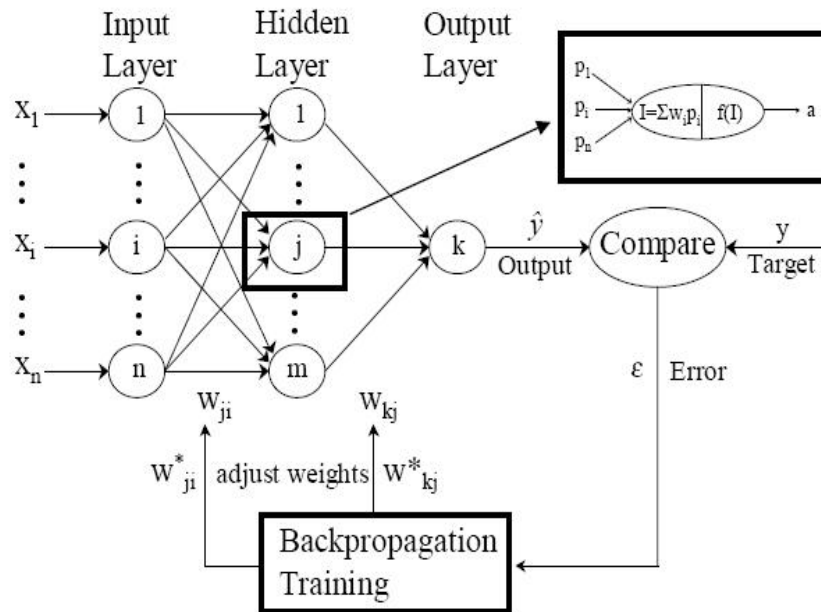 Input Layer
Hidden Layer
Output Layer
p₁
pᵢ
pₙ
I=Σwᵢpᵢ
f(I)
a
X₁
1
1
Xᵢ
i
j
k
ŷ
Output
Compare
y
Target
Xₙ
n
m
ε
Error
wⱼᵢ
wₖⱼ
w*ⱼᵢ
adjust weights
w*ₖⱼ
Backpropagation
Training